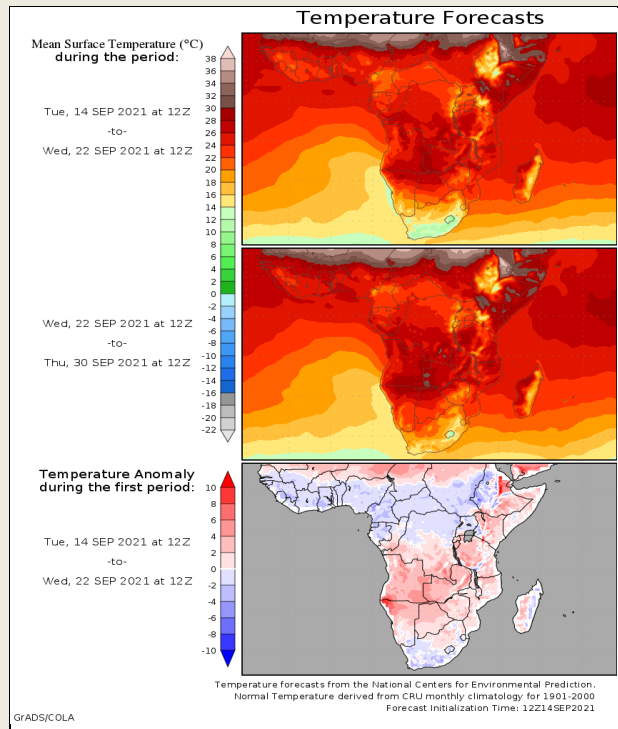 Temperature Forecasts
Mean Surface Temperature (°C)
during the period:
Tue, 14 SEP 2021 at 12Z
-to-
Wed, 22 SEP 2021 at 12Z
38
36
34
32
30
28
26
24
22
20
18
16
14
12
10
8
6
4
2
0
-2
-4
-6
-8
-10
-12
-14
-16
-18
-20
-22
Wed, 22 SEP 2021 at 12Z
-to-
Thu, 30 SEP 2021 at 12Z
Temperature Anomaly
during the first period:
Tue, 14 SEP 2021 at 12Z
-to-
Wed, 22 SEP 2021 at 12Z
10
8
6
4
2
0
-2
-4
-6
-8
-10
Temperature forecasts from the National Centers for Environmental Prediction.
Normal Temperature derived from CRU monthly climatology for 1901-2000
Forecast Initialization Time: 12Z14SEP2021
GrADS/COLA